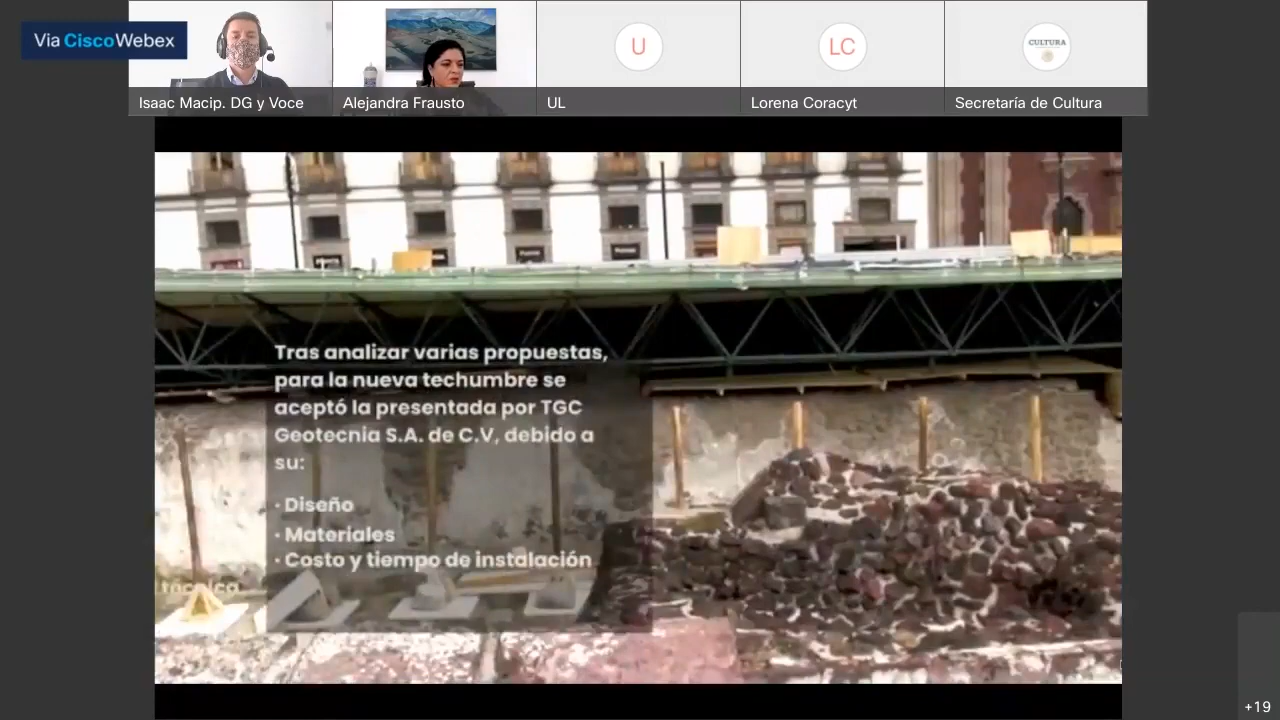 Via CiscoWebex
U
LC
CULTURA
Isaac Macip. DG y Voce
Alejandra Frausto
UL
Lorena Coracyt
Secretaría de Cultura
Tras analizar varias propuestas,
para la nueva techumbre se
aceptó la presentada por TGC
Geotecnia S.A. de C.V, debido a
su:
· Diseño
· Materiales
· Costo y tiempo de instalación
técnica
+19